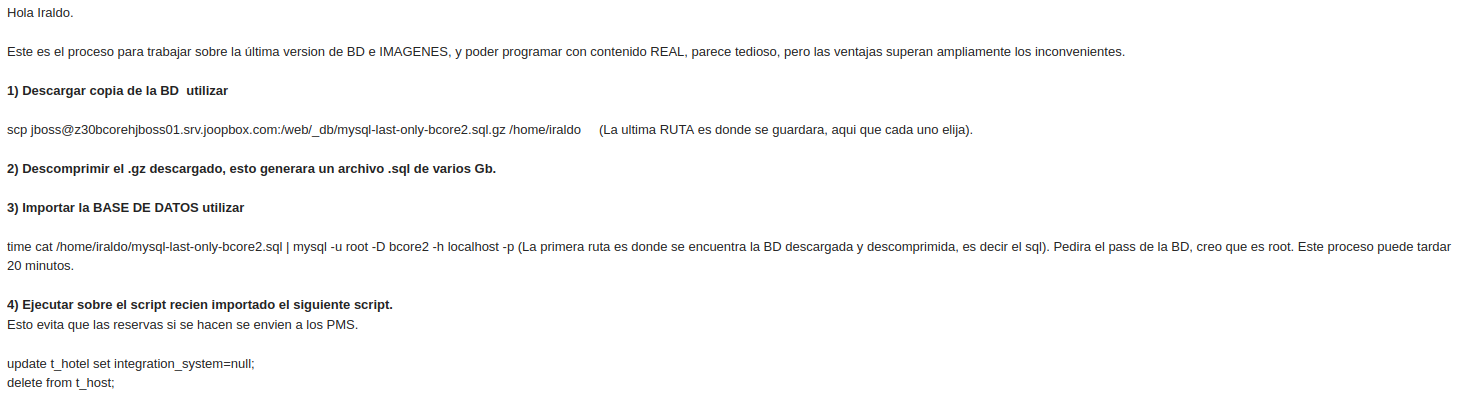 Hola Iraldo.
Este es el proceso para trabajar sobre la última version de BD e IMAGENES, y poder programar con contenido REAL, parece tedioso, pero las ventajas superan ampliamente los inconvenientes.
1) Descargar copia de la BD  utilizar
scp jboss@z30bcorehjboss01.srv.joopbox.com:/web/_db/mysql-last-only-bcore2.sql.gz /home/iraldo     (La ultima RUTA es donde se guardara, aqui que cada uno elija).
2) Descomprimir el .gz descargado, esto generara un archivo .sql de varios Gb.
3) Importar la BASE DE DATOS utilizar
time cat /home/iraldo/mysql-last-only-bcore2.sql | mysql -u root -D bcore2 -h localhost -p (La primera ruta es donde se encuentra la BD descargada y descomprimida, es decir el sql). Pedira el pass de la BD, creo que es root. Este proceso puede tardar
20 minutos.
4) Ejecutar sobre el script recien importado el siguiente script.
Esto evita que las reservas si se hacen se envien a los PMS.
update t_hotel set integration_system=null;
delete from t_host;